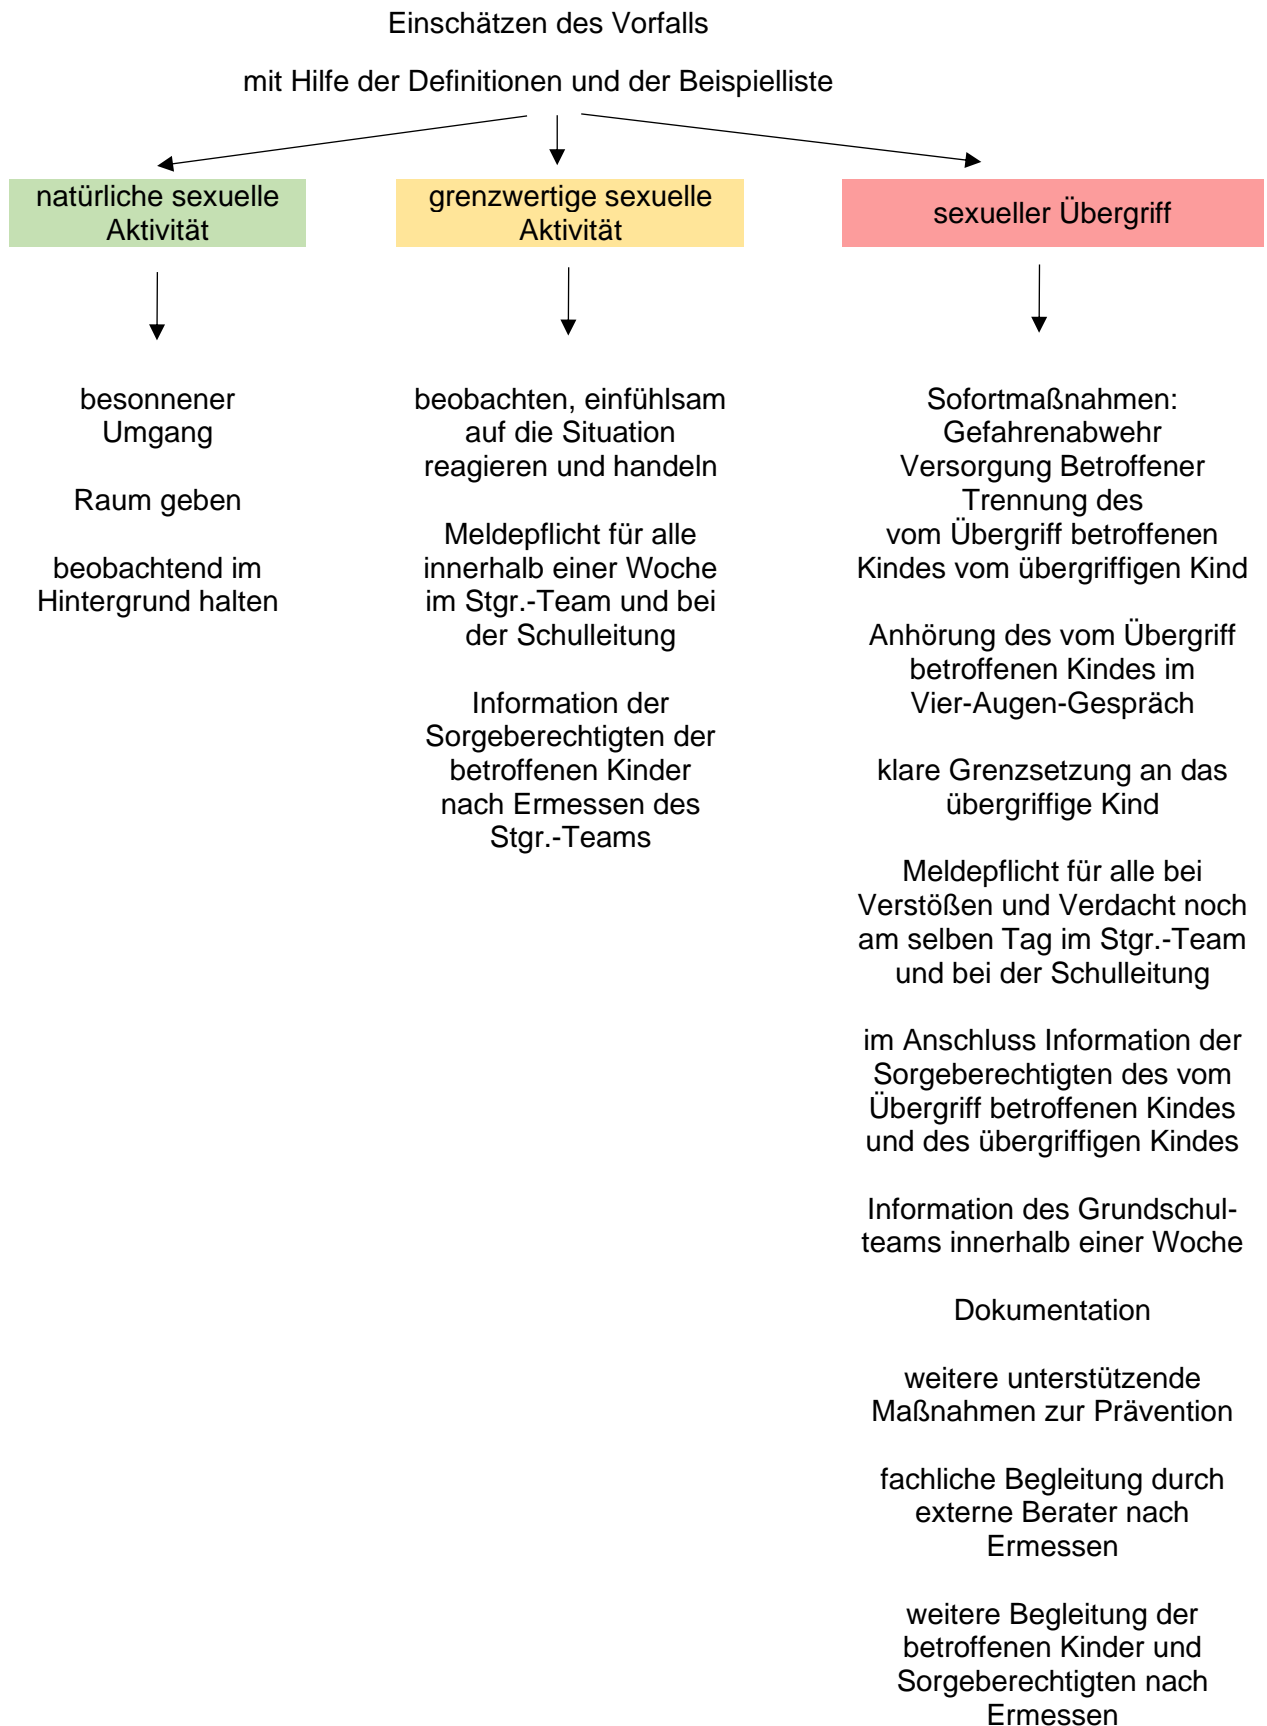 Einschätzen des Vorfalls
mit Hilfe der Definitionen und der Beispielliste
natürliche sexuelle
Aktivität
grenzwertige sexuelle
Aktivität
sexueller Übergriff
besonnener
Umgang
Raum geben
beobachtend im
Hintergrund halten
beobachten, einfühlsam
auf die Situation
reagieren und handeln
Meldepflicht für alle
innerhalb einer Woche
im Stgr.-Team und bei
der Schulleitung
Information der
Sorgeberechtigten der
betroffenen Kinder
nach Ermessen des
Stgr.-Teams
Sofortmaßnahmen:
Gefahrenabwehr
Versorgung Betroffener
Trennung des
vom Übergriff betroffenen
Kindes vom übergriffigen Kind
Anhörung des vom Übergriff
betroffenen Kindes im
Vier-Augen-Gespräch
klare Grenzsetzung an das
übergriffige Kind
Meldepflicht für alle bei
Verstößen und Verdacht noch
am selben Tag im Stgr.-Team
und bei der Schulleitung
im Anschluss Information der
Sorgeberechtigten des vom
Übergriff betroffenen Kindes
und des übergriffigen Kindes
Information des Grundschul-
teams innerhalb einer Woche
Dokumentation
weitere unterstützende
Maßnahmen zur Prävention
fachliche Begleitung durch
externe Berater nach
Ermessen
weitere Begleitung der
betroffenen Kinder und
Sorgeberechtigten nach
Ermessen